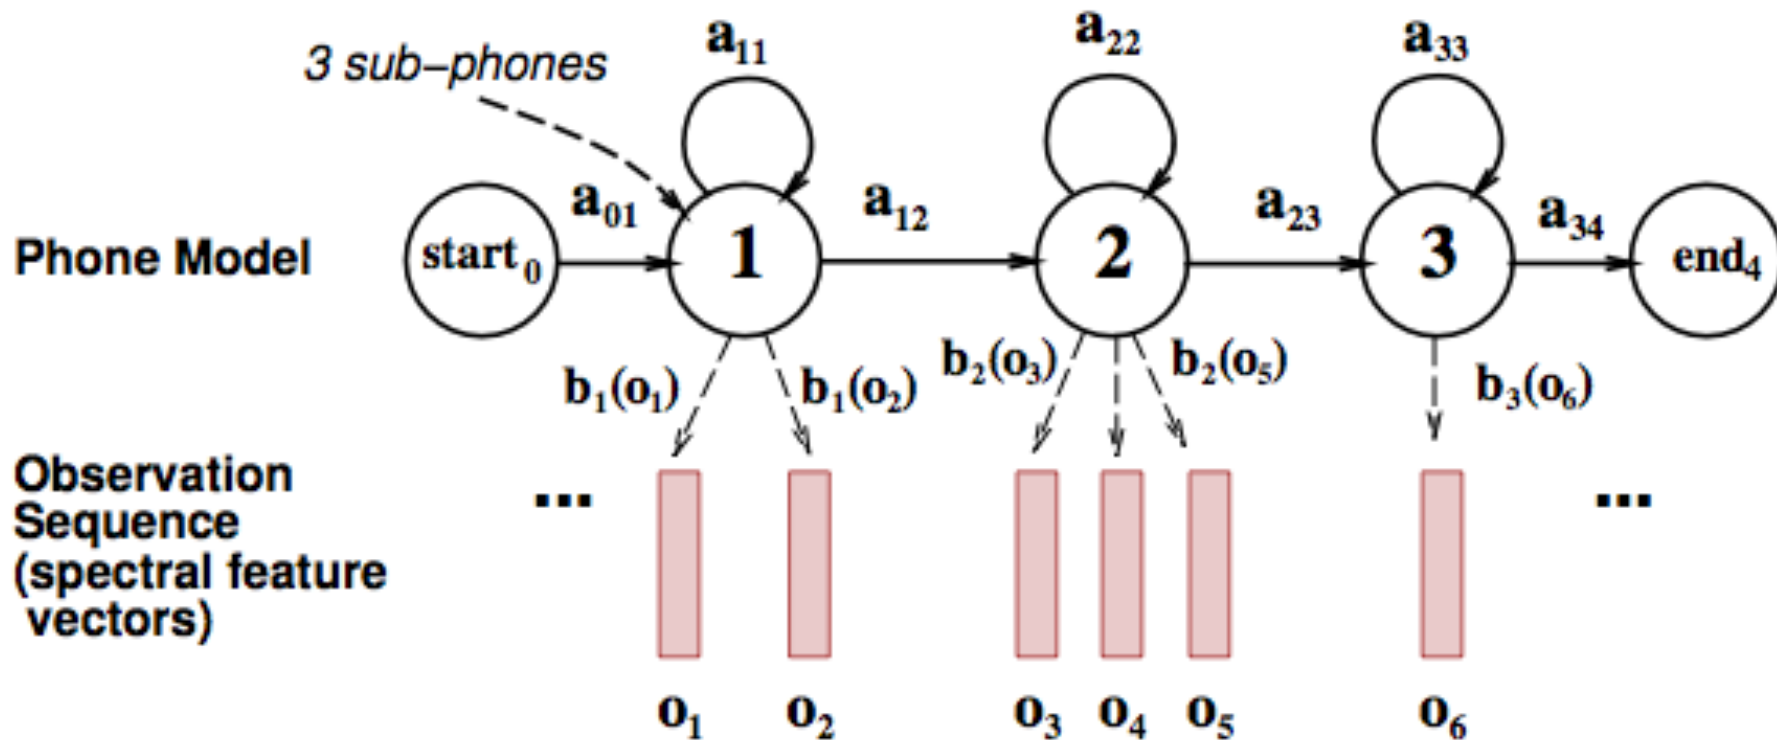 3 sub–phones
a11 a22 a33
a01 a12 a23 a34
Phone Model
start0 1 2 3 end4
b1(o1) b1(o2) b2(o3) b2(o5) b3(o6)
Observation
Sequence
(spectral feature
vectors)
... ...
o1 o2 o3 o4 o5 o6